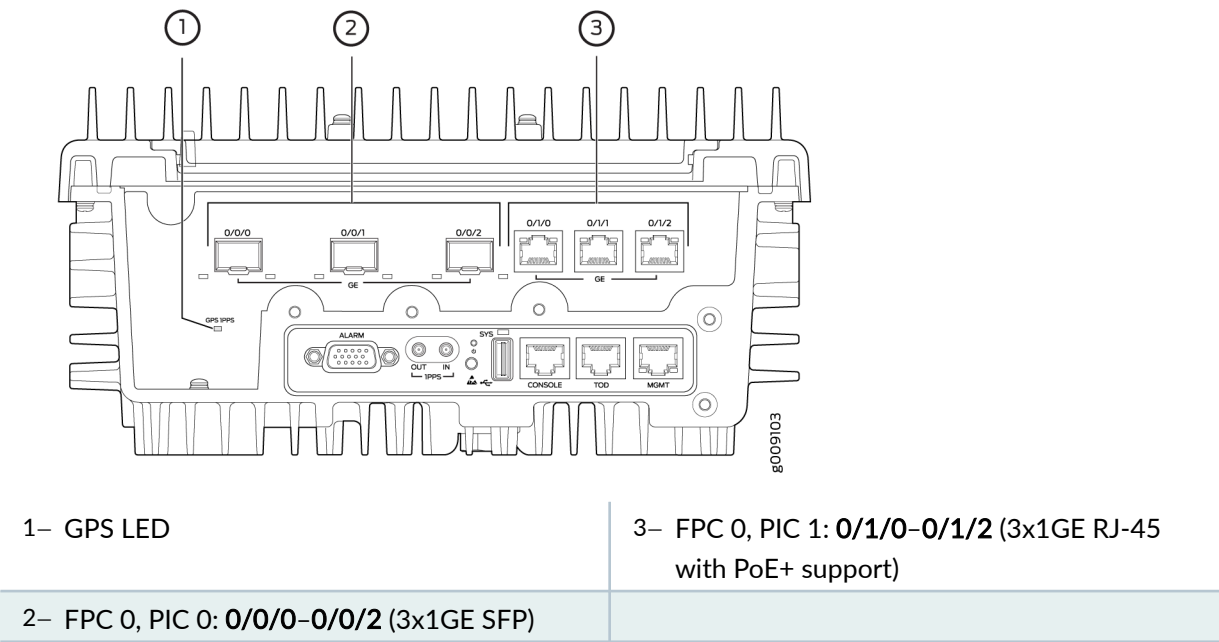 1 2 3
0/0/0 0/0/1 0/0/2 0/1/0 0/1/1 0/1/2
GE GE
GPS 1PPS
ALARM SYS
OUT IN
1PPS CONSOLE TOD MGMT
g009103
1– GPS LED
3– FPC 0, PIC 1: 0/1/0–0/1/2 (3x1GE RJ-45
with PoE+ support)
2– FPC 0, PIC 0: 0/0/0–0/0/2 (3x1GE SFP)